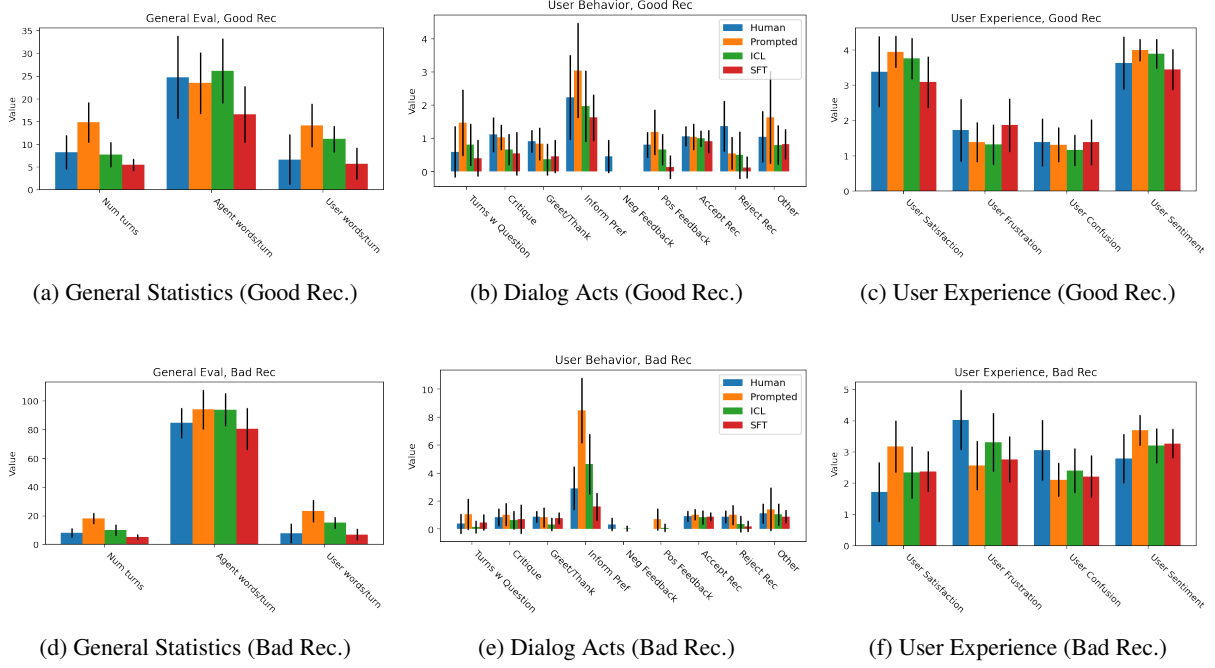 General Eval, Good Rec
Value
35
30
25
20
15
10
5
0
Num turns
Agent words/turn
User words/turn
(a) General Statistics (Good Rec.)
User Behavior, Good Rec
Human
Prompted
ICL
SFT
Value
4
3
2
1
0
Turns w Question
Critique
Greet/Thank
Inform Pref
Neg Feedback
Pos Feedback
Accept Rec
Reject Rec
Other
(b) Dialog Acts (Good Rec.)
User Experience, Good Rec
Value
4
3
2
1
0
User Satisfaction
User Frustration
User Confusion
User Sentiment
(c) User Experience (Good Rec.)
General Eval, Bad Rec
Value
100
80
60
40
20
0
Num turns
Agent words/turn
User words/turn
(d) General Statistics (Bad Rec.)
User Behavior, Bad Rec
Human
Prompted
ICL
SFT
Value
10
8
6
4
2
0
Turns w Question
Critique
Greet/Thank
Inform Pref
Neg Feedback
Pos Feedback
Accept Rec
Reject Rec
Other
(e) Dialog Acts (Bad Rec.)
User Experience, Bad Rec
Value
5
4
3
2
1
0
User Satisfaction
User Frustration
User Confusion
User Sentiment
(f) User Experience (Bad Rec.)